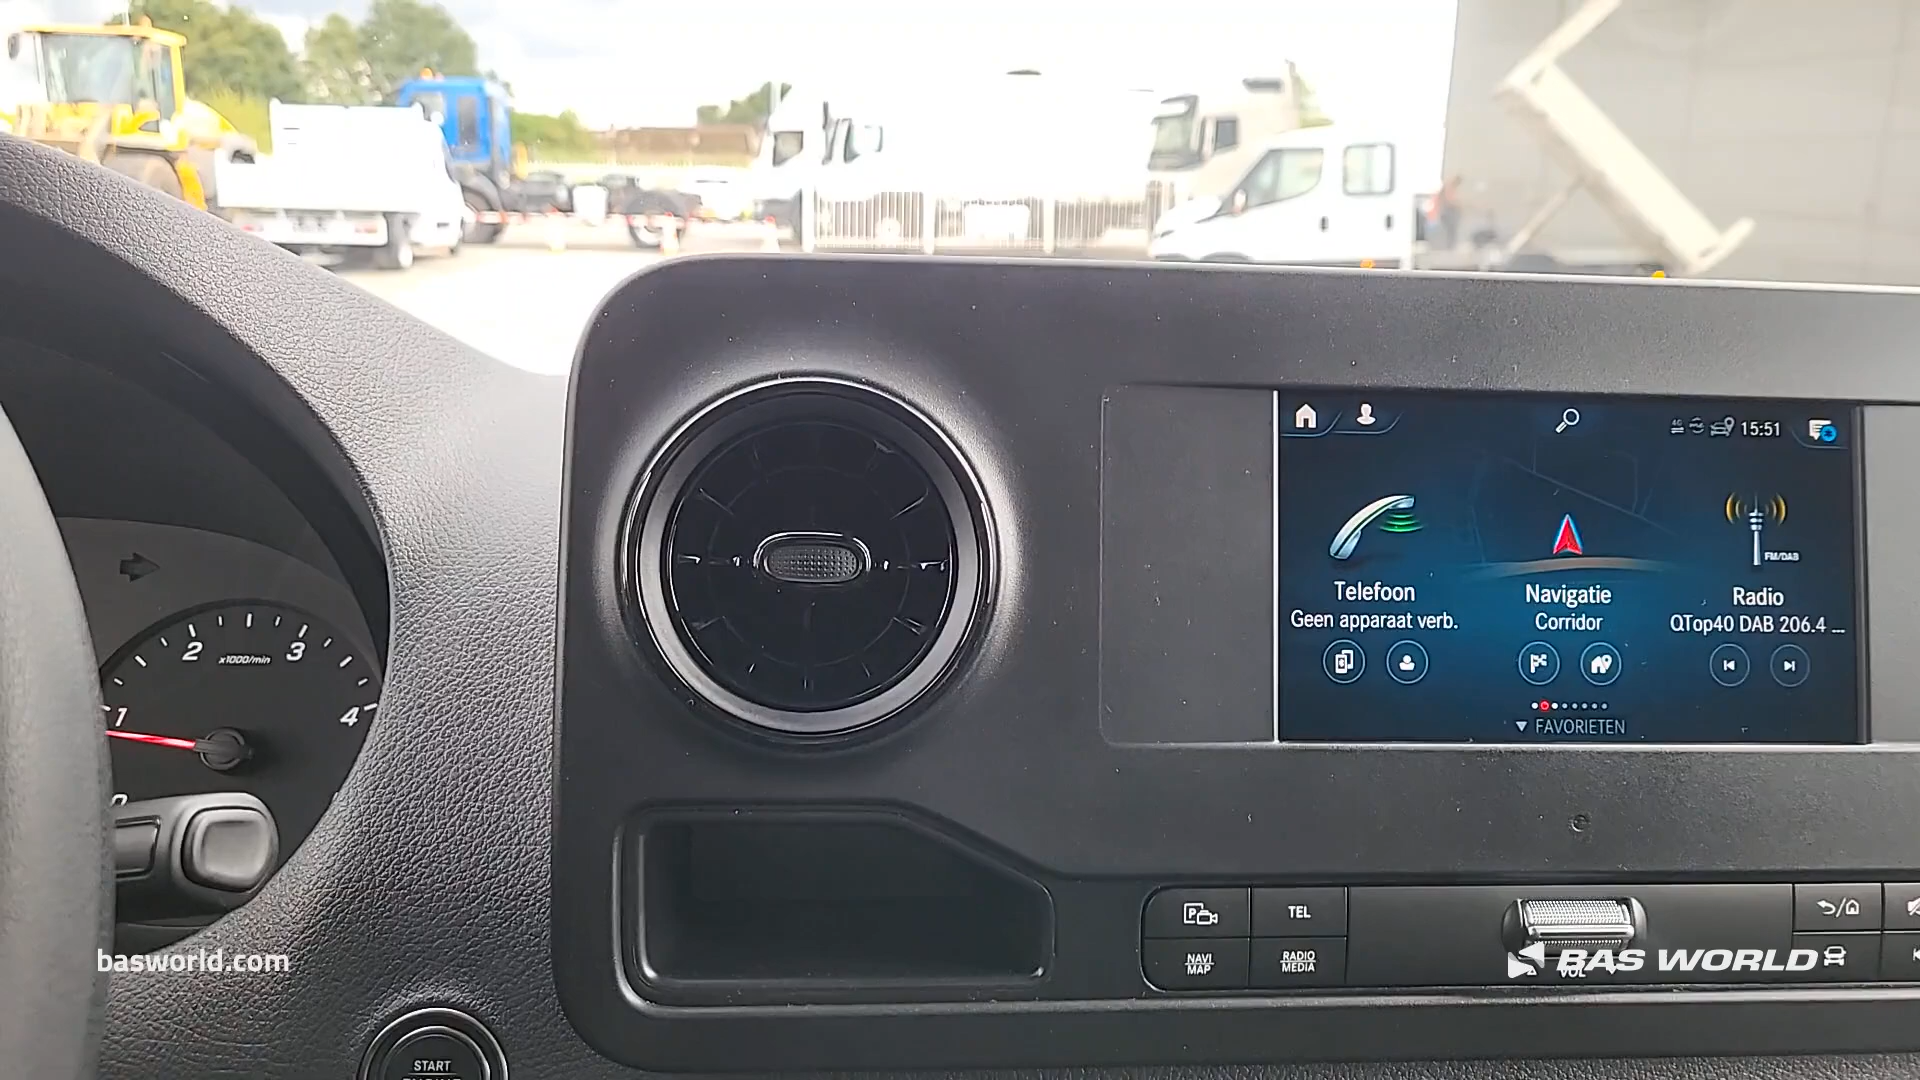 15:51
FM/DAB
Telefoon
Geen apparaat verb.
Navigatie
Corridor
Radio
QTop40 DAB 206.4 ...
▼ FAVORIETEN
2
3
x1000/min
1
4
0
P
TEL
NAVI
MAP
RADIO
MEDIA
VOL
basworld.com
BAS WORLD
START